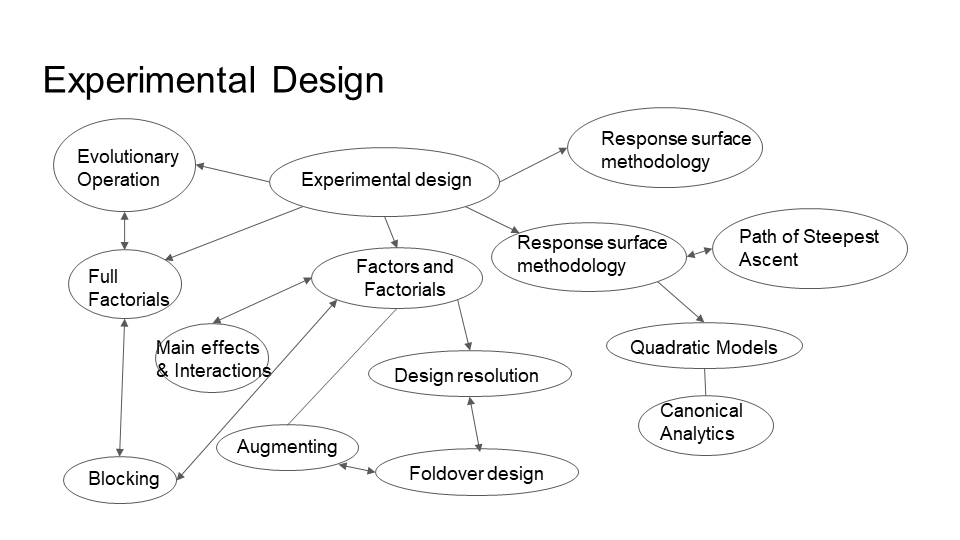 Experimental Design
Evolutionary
Operation
Experimental design
Response surface
methodology
Full
Factorials
Factors and
Factorials
Response surface
methodology
Path of Steepest
Ascent
Main effects
& Interactions
Design resolution
Quadratic Models
Augmenting
Canonical
Analytics
Blocking
Foldover design